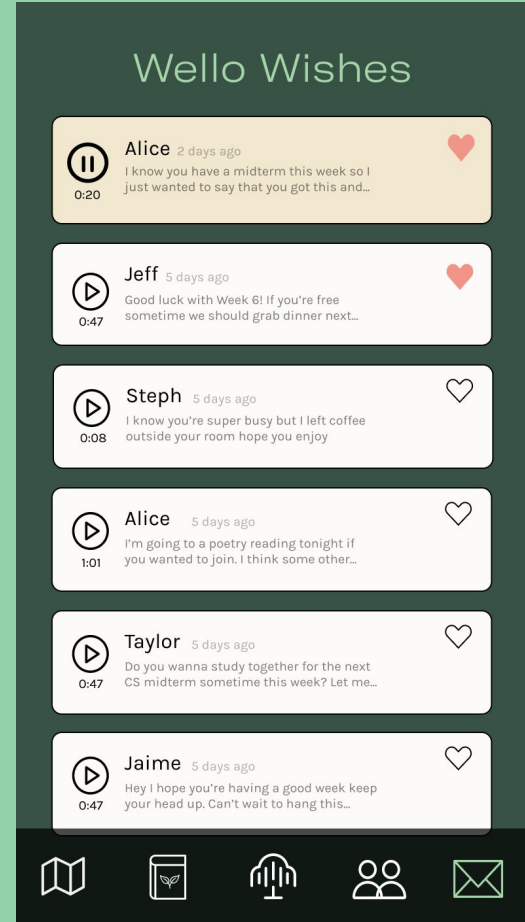 Wello Wishes
Alice 2 days ago
I know you have a midterm this week so I
just wanted to say that you got this and...
0:20
Jeff 5 days ago
Good luck with Week 6! If you're free
sometime we should grab dinner next...
0:47
Steph 5 days ago
I know you're super busy but I left coffee
outside your room hope you enjoy
0:08
Alice 5 days ago
I'm going to a poetry reading tonight if
you wanted to join. I think some other...
1:01
Taylor 5 days ago
Do you wanna study together for the next
CS midterm sometime this week? Let me...
0:47
Jaime 5 days ago
Hey I hope you're having a good week keep
your head up. Can't wait to hang this...
0:47